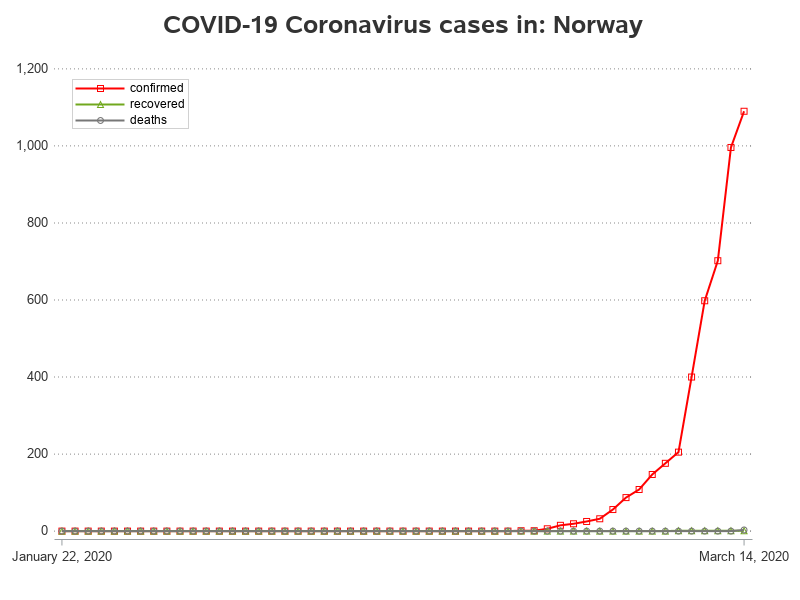 COVID-19 Coronavirus cases in: Norway
1,200
confirmed
recovered
deaths
1,000
800
600
400
200
0
January 22, 2020 March 14, 2020